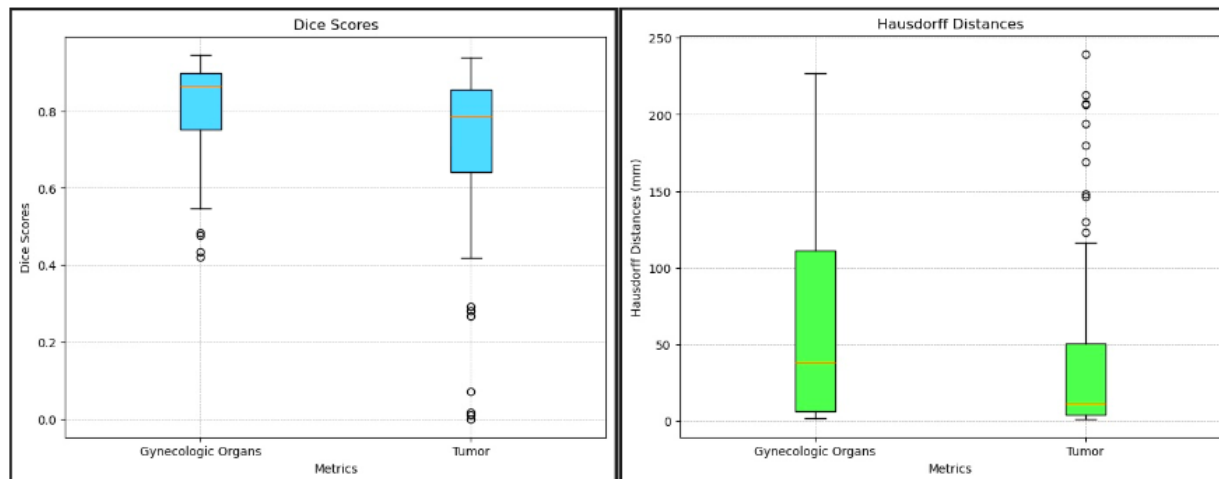 Dice Scores
Dice Scores
0.8
0.6
0.4
0.2
0.0
Gynecologic Organs
Tumor
Metrics
Hausdorff Distances
Hausdorff Distances (mm)
250
200
150
100
50
0
Gynecologic Organs
Tumor
Metrics